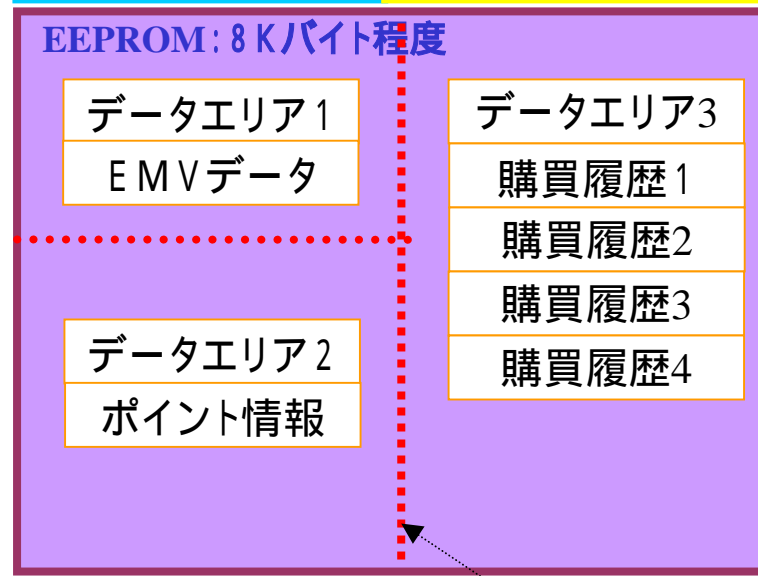 EEPROM:8Kバイト程度
データエリア1
EMVデータ
データエリア2
ポイント情報
データエリア3
購買履歴1
購買履歴2
購買履歴3
購買履歴4